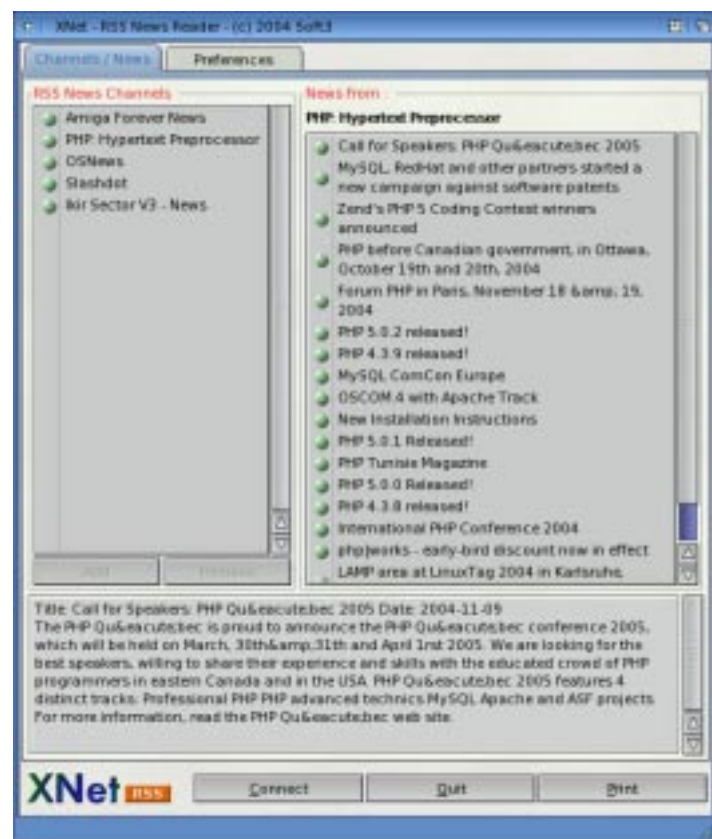 XNet - RSS News Reader - (c) 2004 Soft3
Channels / News
Preferences
RSS News Channels
Amiga Forever News
PHP: Hypertext Preprocessor
OSNews
Slashdot
Ikir Sector V3 - News
Add
Remove
News from
PHP: Hypertext Preprocessor
Call for Speakers: PHP Qu&eacute;bec 2005
MySQL, RedHat and other partners started a
new campaign against software patents
Zend's PHP 5 Coding Contest winners
announced
PHP before Canadian government, in Ottawa,
October 19th and 20th, 2004
Forum PHP in Paris, November 18 &amp; 19,
2004
PHP 5.0.2 released!
PHP 4.3.9 released!
MySQL ComCon Europe
OSCOM.4 with Apache Track
New Installation Instructions
PHP 5.0.1 Released!
PHP Tunisie Magazine
PHP 5.0.0 Released!
PHP 4.3.8 released!
International PHP Conference 2004
php|works - early-bird discount now in effect
LAMP area at LinuxTag 2004 in Karlsruhe,
Title: Call for Speakers: PHP Qu&eacute;bec 2005 Date: 2004-11-09
The PHP Qu&eacute;bec is proud to announce the PHP Qu&eacute;bec conference 2005,
which will be held on March, 30th&amp;31th and April 1rst 2005. We are looking for the
best speakers, willing to share their experience and skills with the educated crowd of PHP
programmers in eastern Canada and in the USA. PHP Qu&eacute;bec 2005 features 4
distinct tracks: Professional PHP PHP advanced technics MySQL Apache and ASF projects
For more information, read the PHP Qu&eacute;bec web site.
XNet RSS
Connect
Quit
Print